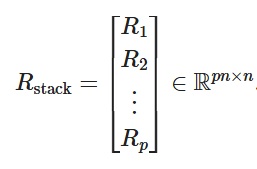 R_stack = [R_1
R_2
⋮
R_p] ∈ ℝ^{pn×n}.